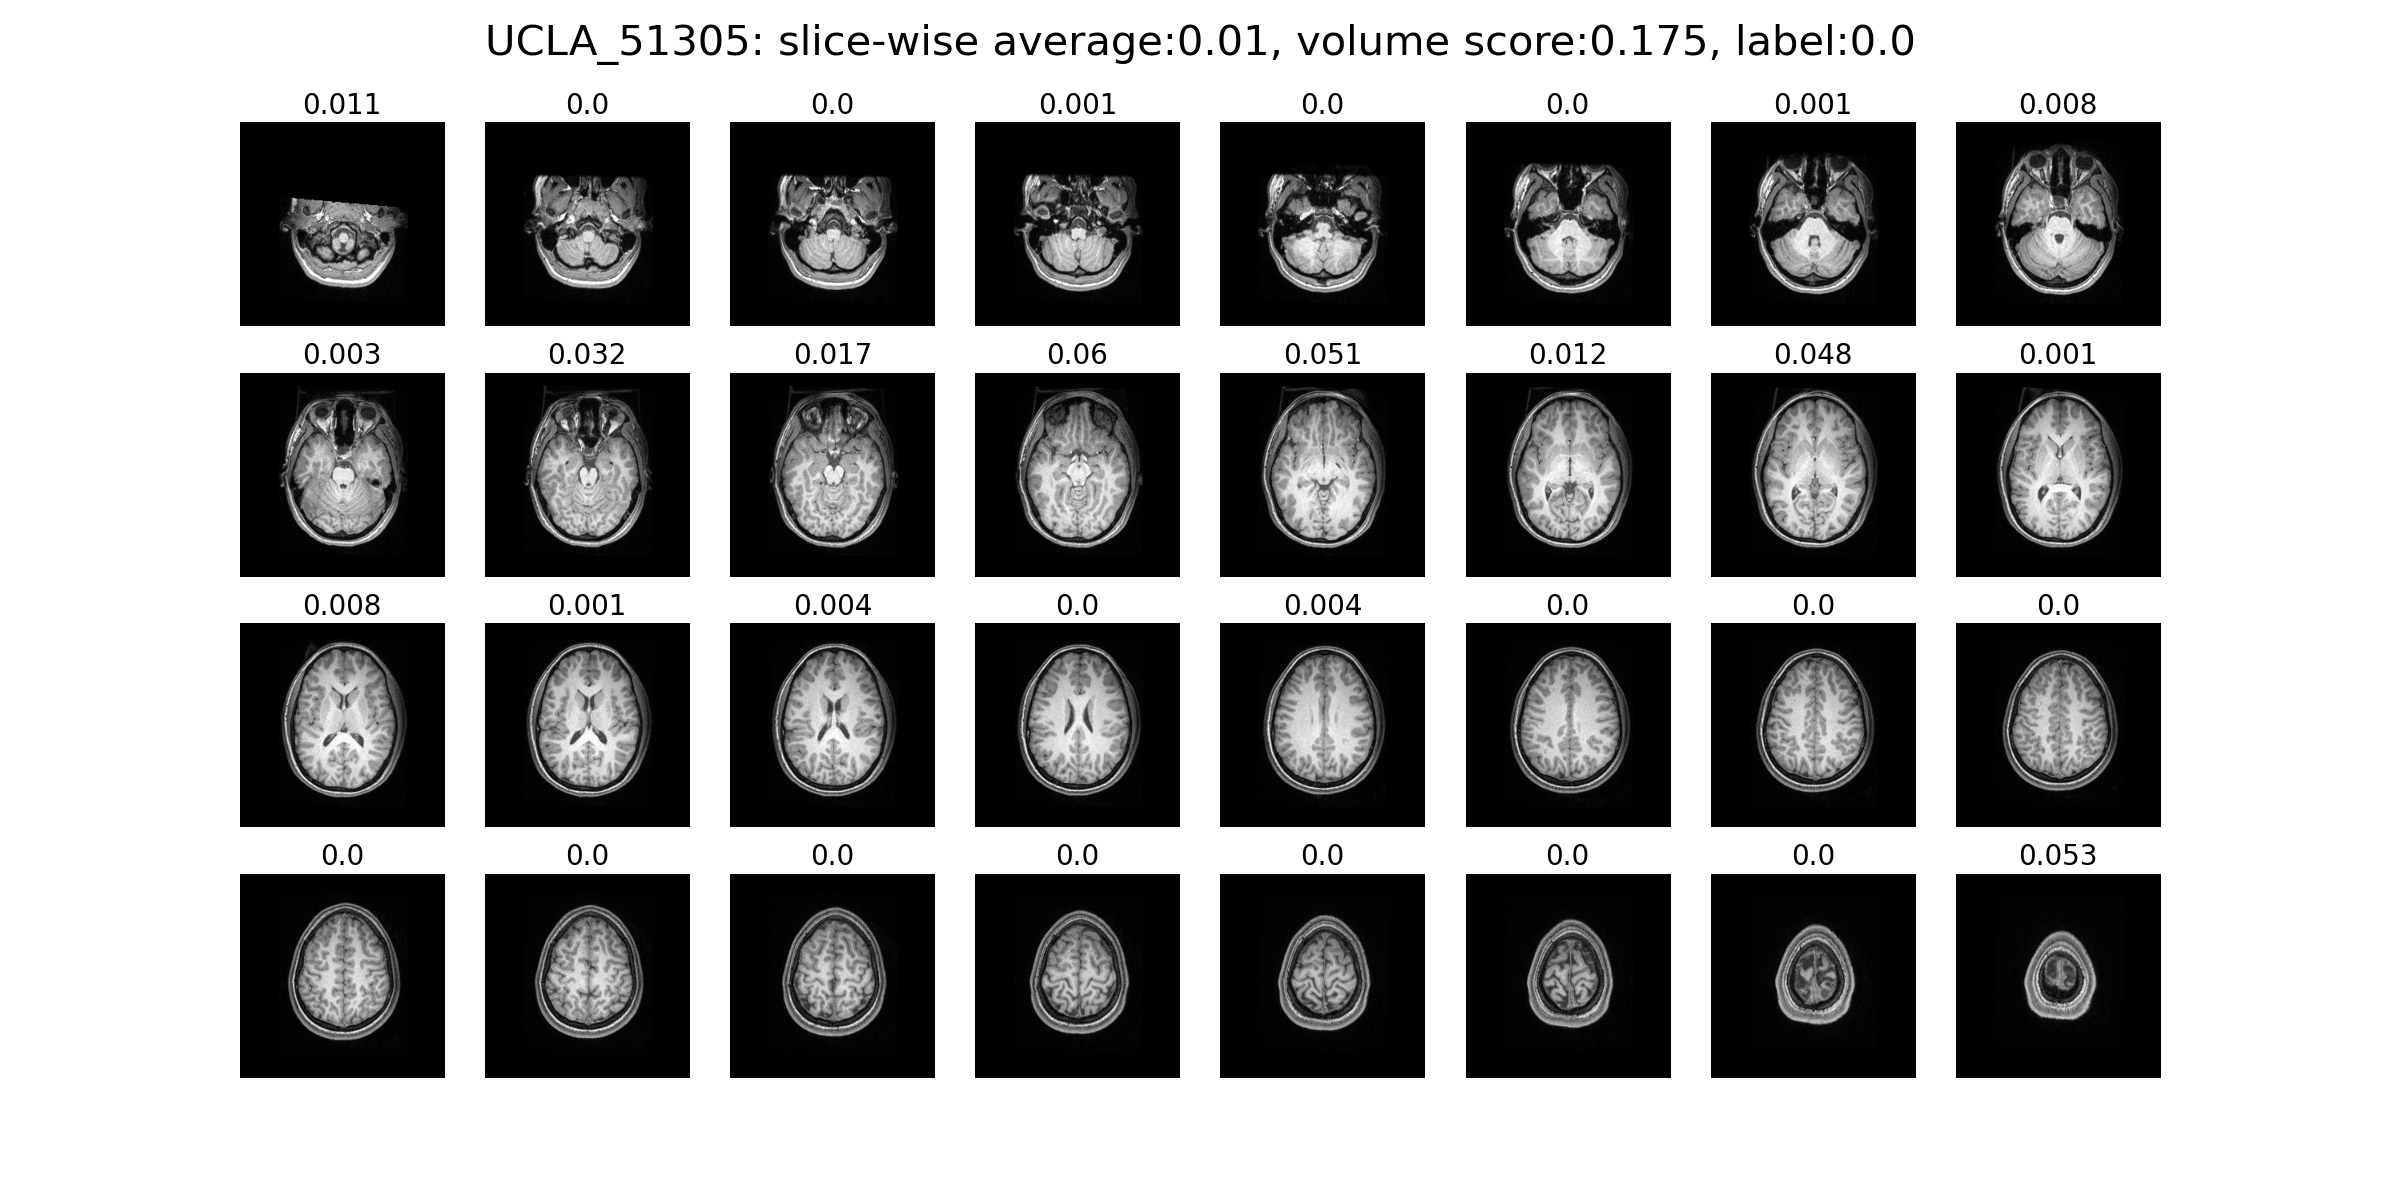 UCLA_51305: slice-wise average:0.01, volume score:0.175, label:0.0
0.011 0.0 0.0 0.001 0.0 0.0 0.001 0.008
0.003 0.032 0.017 0.06 0.051 0.012 0.048 0.001
0.008 0.001 0.004 0.0 0.004 0.0 0.0 0.0
0.0 0.0 0.0 0.0 0.0 0.0 0.0 0.053